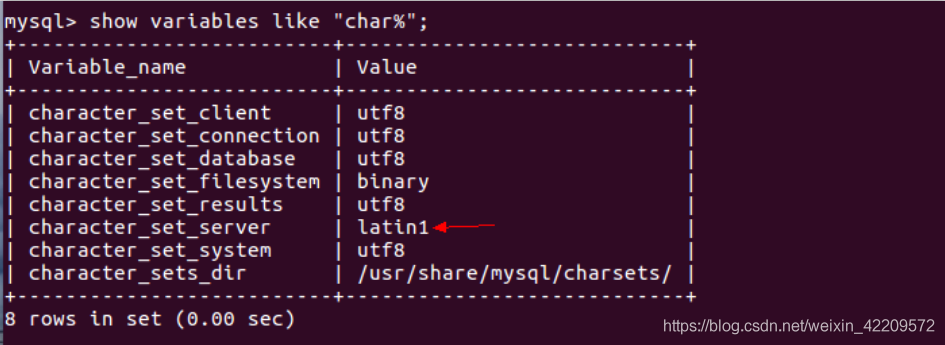 mysql> show variables like "char%";
+--------------------------+----------------------------+
| Variable_name            | Value                      |
+--------------------------+----------------------------+
| character_set_client     | utf8                       |
| character_set_connection | utf8                       |
| character_set_database   | utf8                       |
| character_set_filesystem | binary                     |
| character_set_results    | utf8                       |
| character_set_server     | latin1                     |
| character_set_system     | utf8                       |
| character_sets_dir       | /usr/share/mysql/charsets/ |
+--------------------------+----------------------------+
8 rows in set (0.00 sec)
https://blog.csdn.net/weixin_42209572